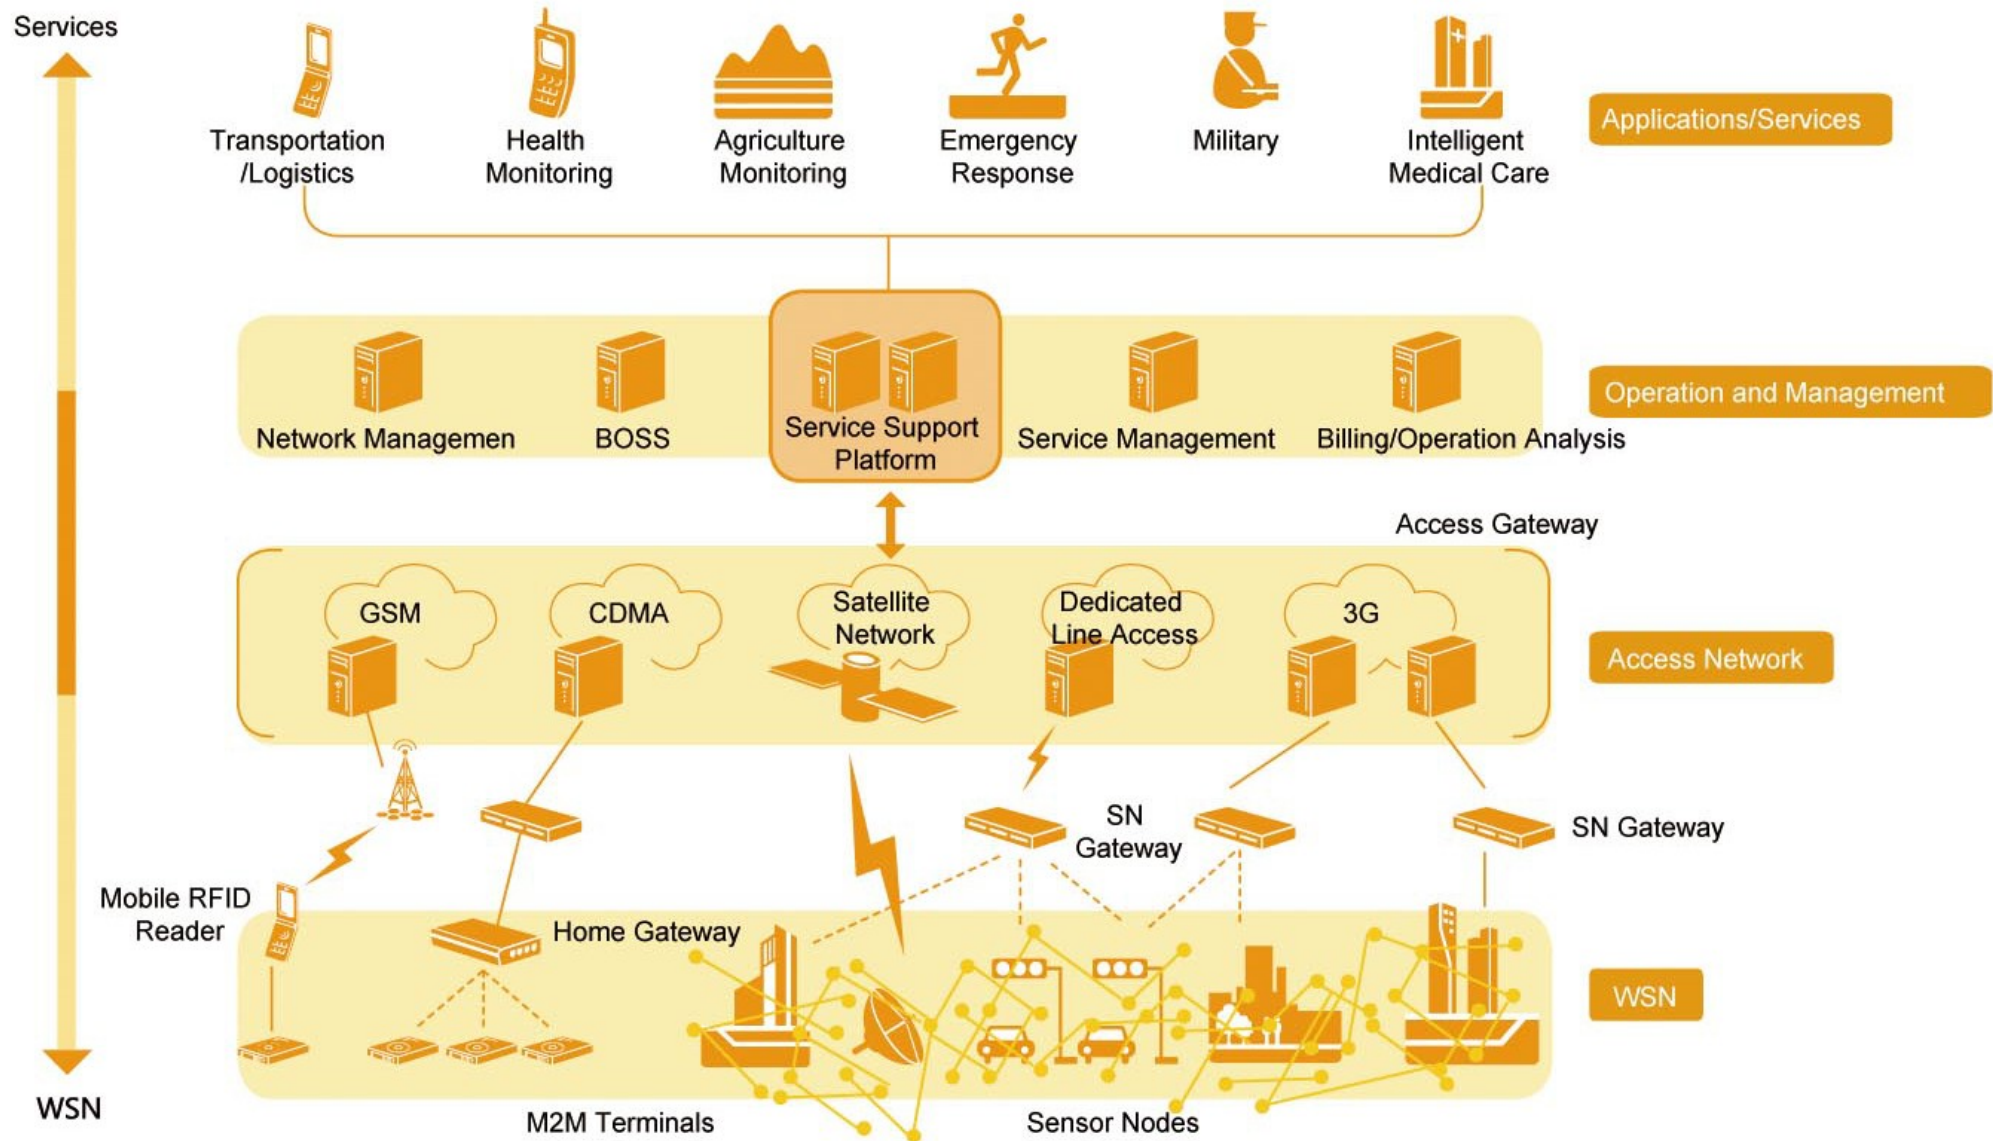 Services
Transportation
/Logistics
Health
Monitoring
Agriculture
Monitoring
Emergency
Response
Military
Intelligent
Medical Care
Applications/Services
Network Managemen
BOSS
Service Support
Platform
Service Management
Billing/Operation Analysis
Operation and Management
Access Gateway
GSM
CDMA
Satellite
Network
Dedicated
Line Access
3G
Access Network
SN
Gateway
SN Gateway
Mobile RFID
Reader
Home Gateway
WSN
WSN
M2M Terminals
Sensor Nodes